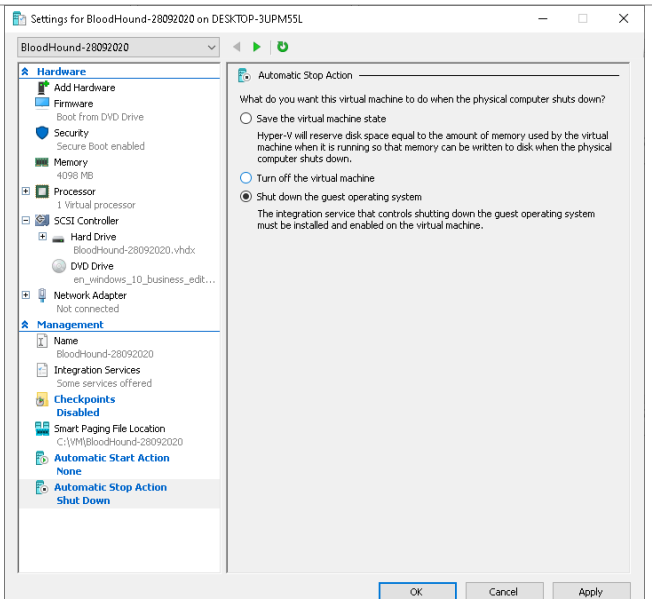 Settings for BloodHound-28092020 on DESKTOP-3UPM55L
BloodHound-28092020
Hardware
Add Hardware
Firmware
Boot from DVD Drive
Security
Secure Boot enabled
Memory
4098 MB
Processor
1 Virtual processor
SCSI Controller
Hard Drive
BloodHound-28092020.vhdx
DVD Drive
en_windows_10_business_edit...
Network Adapter
Not connected
Management
Name
BloodHound-28092020
Integration Services
Some services offered
Checkpoints
Disabled
Smart Paging File Location
C:\VM\BloodHound-28092020
Automatic Start Action
None
Automatic Stop Action
Shut Down
Automatic Stop Action
What do you want this virtual machine to do when the physical computer shuts down?
Save the virtual machine state
Hyper-V will reserve disk space equal to the amount of memory used by the virtual
machine when it is running so that memory can be written to disk when the physical
computer shuts down.
Turn off the virtual machine
Shut down the guest operating system
The integration service that controls shutting down the guest operating system
must be installed and enabled on the virtual machine.
OK
Cancel
Apply